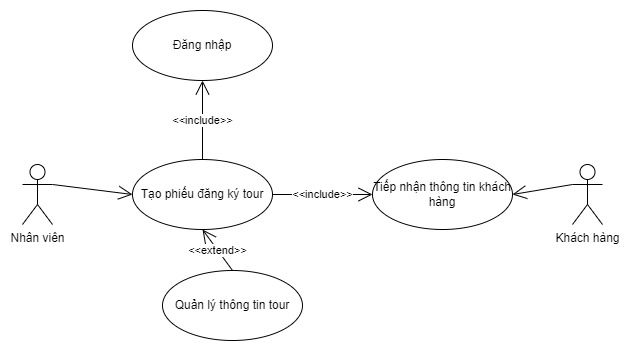 Đăng nhập
<<include>>
Tạo phiếu đăng ký tour
<<include>>
Tiếp nhận thông tin khách
hàng
Nhân viên
Khách hàng
<<extend>>
Quản lý thông tin tour